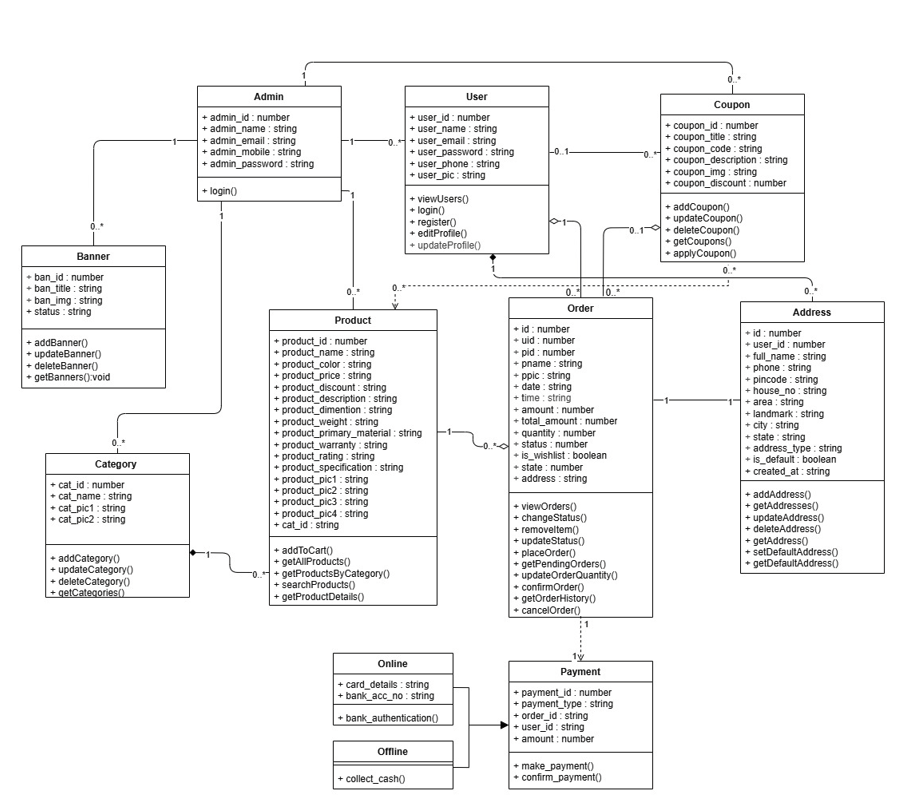 1
0..*
Admin
+ admin_id : number
+ admin_name : string
+ admin_email : string
+ admin_mobile : string
+ admin_password : string
+ login()
1
1
0..*
1
1
User
+ user_id : number
+ user_name : string
+ user_email : string
+ user_password : string
+ user_phone : string
+ user_pic : string
+ viewUsers()
+ login()
+ register()
+ editProfile()
+ updateProfile()
0..1
0..*
1
1
Coupon
+ coupon_id : number
+ coupon_title : string
+ coupon_code : string
+ coupon_description : string
+ coupon_img : string
+ coupon_discount : number
+ addCoupon()
+ updateCoupon()
+ deleteCoupon()
+ getCoupons()
+ applyCoupon()
0..1
0..*
0..*
Banner
+ ban_id : number
+ ban_title : string
+ ban_img : string
+ status : string
+ addBanner()
+ updateBanner()
+ deleteBanner()
+ getBanners():void
0..*
0..*
Product
+ product_id : number
+ product_name : string
+ product_color : string
+ product_price : string
+ product_discount : string
+ product_description : string
+ product_dimention : string
+ product_weight : string
+ product_primary_material : string
+ product_warranty : string
+ product_rating : string
+ product_specification : string
+ product_pic1 : string
+ product_pic2 : string
+ product_pic3 : string
+ product_pic4 : string
+ cat_id : string
+ addToCart()
+ getAllProducts()
+ getProductsByCategory()
+ searchProducts()
+ getProductDetails()
1
0..*
0..*
0..*
Order
+ id : number
+ uid : number
+ pid : number
+ pname : string
+ ppic : string
+ date : string
+ time : string
+ amount : number
+ total_amount : number
+ quantity : number
+ status : number
+ is_wishlist : boolean
+ state : number
+ address : string
+ viewOrders()
+ changeStatus()
+ removeItem()
+ updateStatus()
+ placeOrder()
+ getPendingOrders()
+ updateOrderQuantity()
+ confirmOrder()
+ getOrderHistory()
+ cancelOrder()
1
1
0..*
Address
+ id : number
+ user_id : number
+ full_name : string
+ phone : string
+ pincode : string
+ house_no : string
+ area : string
+ landmark : string
+ city : string
+ state : string
+ address_type : string
+ is_default : boolean
+ created_at : string
+ addAddress()
+ getAddresses()
+ updateAddress()
+ deleteAddress()
+ getAddress()
+ setDefaultAddress()
+ getDefaultAddress()
0..*
Category
+ cat_id : number
+ cat_name : string
+ cat_pic1 : string
+ cat_pic2 : string
+ addCategory()
+ updateCategory()
+ deleteCategory()
+ getCategories()
1
0..*
1
1
Online
+ card_details : string
+ bank_acc_no : string
+ bank_authentication()
Offline
+ collect_cash()
Payment
+ payment_id : number
+ payment_type : string
+ order_id : string
+ user_id : string
+ amount : number
+ make_payment()
+ confirm_payment()